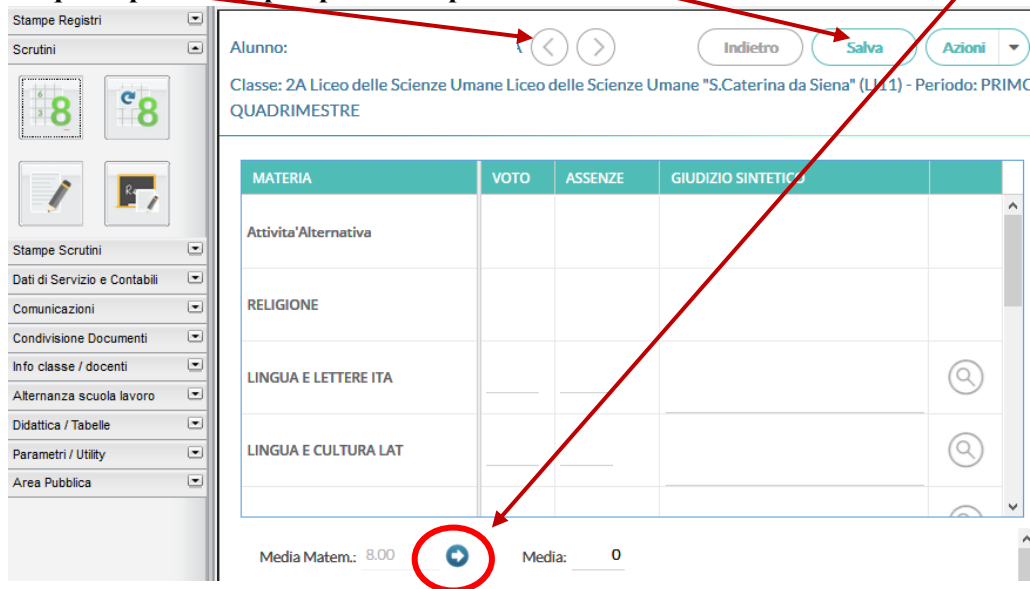 Stampe Registri
Scrutini
Stampe Scrutini
Dati di Servizio e Contabili
Comunicazioni
Condivisione Documenti
Info classe / docenti
Alternanza scuola lavoro
Didattica / Tabelle
Parametri / Utility
Area Pubblica
Alunno:
Indietro Salva Azioni
Classe: 2A Liceo delle Scienze Umane Liceo delle Scienze Umane "S.Caterina da Siena" (LI11) - Periodo: PRIMO
QUADRIMESTRE
MATERIA VOTO ASSENZE GIUDIZIO SINTETICO
Attivita'Alternativa
RELIGIONE
LINGUA E LETTERE ITA
LINGUA E CULTURA LAT
Media Matem.: 8.00 Media: 0